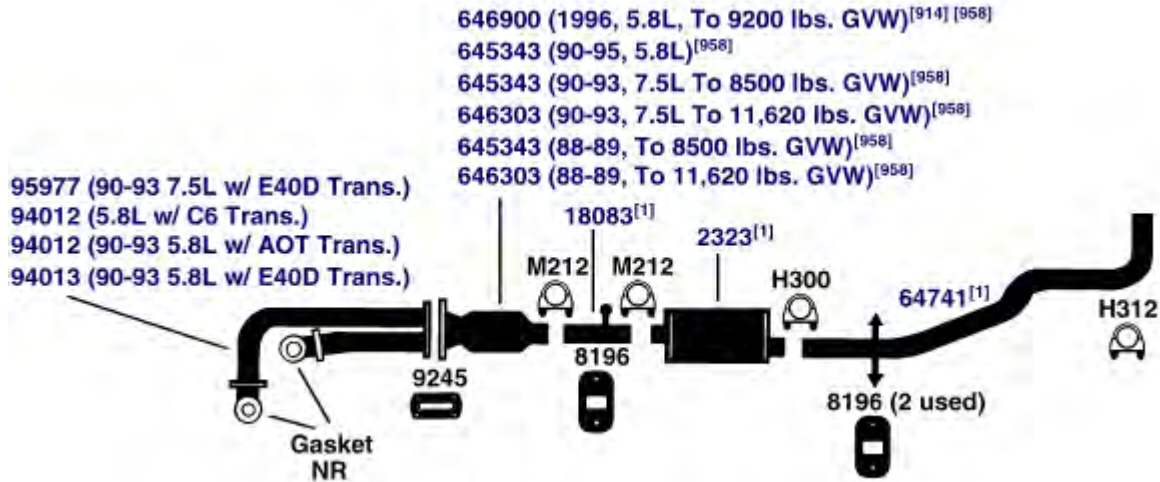 646900 (1996, 5.8L, To 9200 lbs. GVW)[914] [958]
645343 (90-95, 5.8L)[958]
645343 (90-93, 7.5L To 8500 lbs. GVW)[958]
646303 (90-93, 7.5L To 11,620 lbs. GVW)[958]
645343 (88-89, To 8500 lbs. GVW)[958]
646303 (88-89, To 11,620 lbs. GVW)[958]
95977 (90-93 7.5L w/ E40D Trans.)
94012 (5.8L w/ C6 Trans.)
94012 (90-93 5.8L w/ AOT Trans.)
94013 (90-93 5.8L w/ E40D Trans.)
18083[1]
2323[1]
M212
M212
H300
64741[1]
H312
9245
8196
8196 (2 used)
Gasket
NR